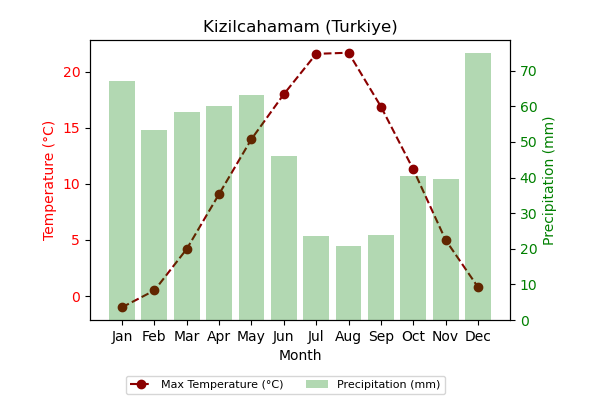 Kizilcahamam (Turkiye)
Temperature (°C)
20
15
10
5
0
Precipitation (mm)
70
60
50
40
30
20
10
0
Jan Feb Mar Apr May Jun Jul Aug Sep Oct Nov Dec
Month
Max Temperature (°C) Precipitation (mm)